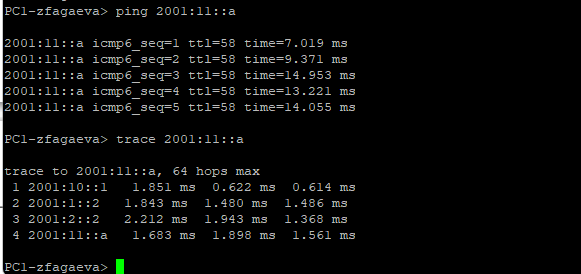 PC1-zfagaeva> ping 2001:11::a
2001:11::a icmp6_seq=1 ttl=58 time=7.019 ms
2001:11::a icmp6_seq=2 ttl=58 time=9.371 ms
2001:11::a icmp6_seq=3 ttl=58 time=14.953 ms
2001:11::a icmp6_seq=4 ttl=58 time=13.221 ms
2001:11::a icmp6_seq=5 ttl=58 time=14.055 ms
PC1-zfagaeva> trace 2001:11::a
trace to 2001:11::a, 64 hops max
1 2001:10::1 1.851 ms 0.622 ms 0.614 ms
2 2001:1::2 1.843 ms 1.480 ms 1.486 ms
3 2001:2::2 2.212 ms 1.943 ms 1.368 ms
4 2001:11::a 1.683 ms 1.898 ms 1.561 ms
PC1-zfagaeva>